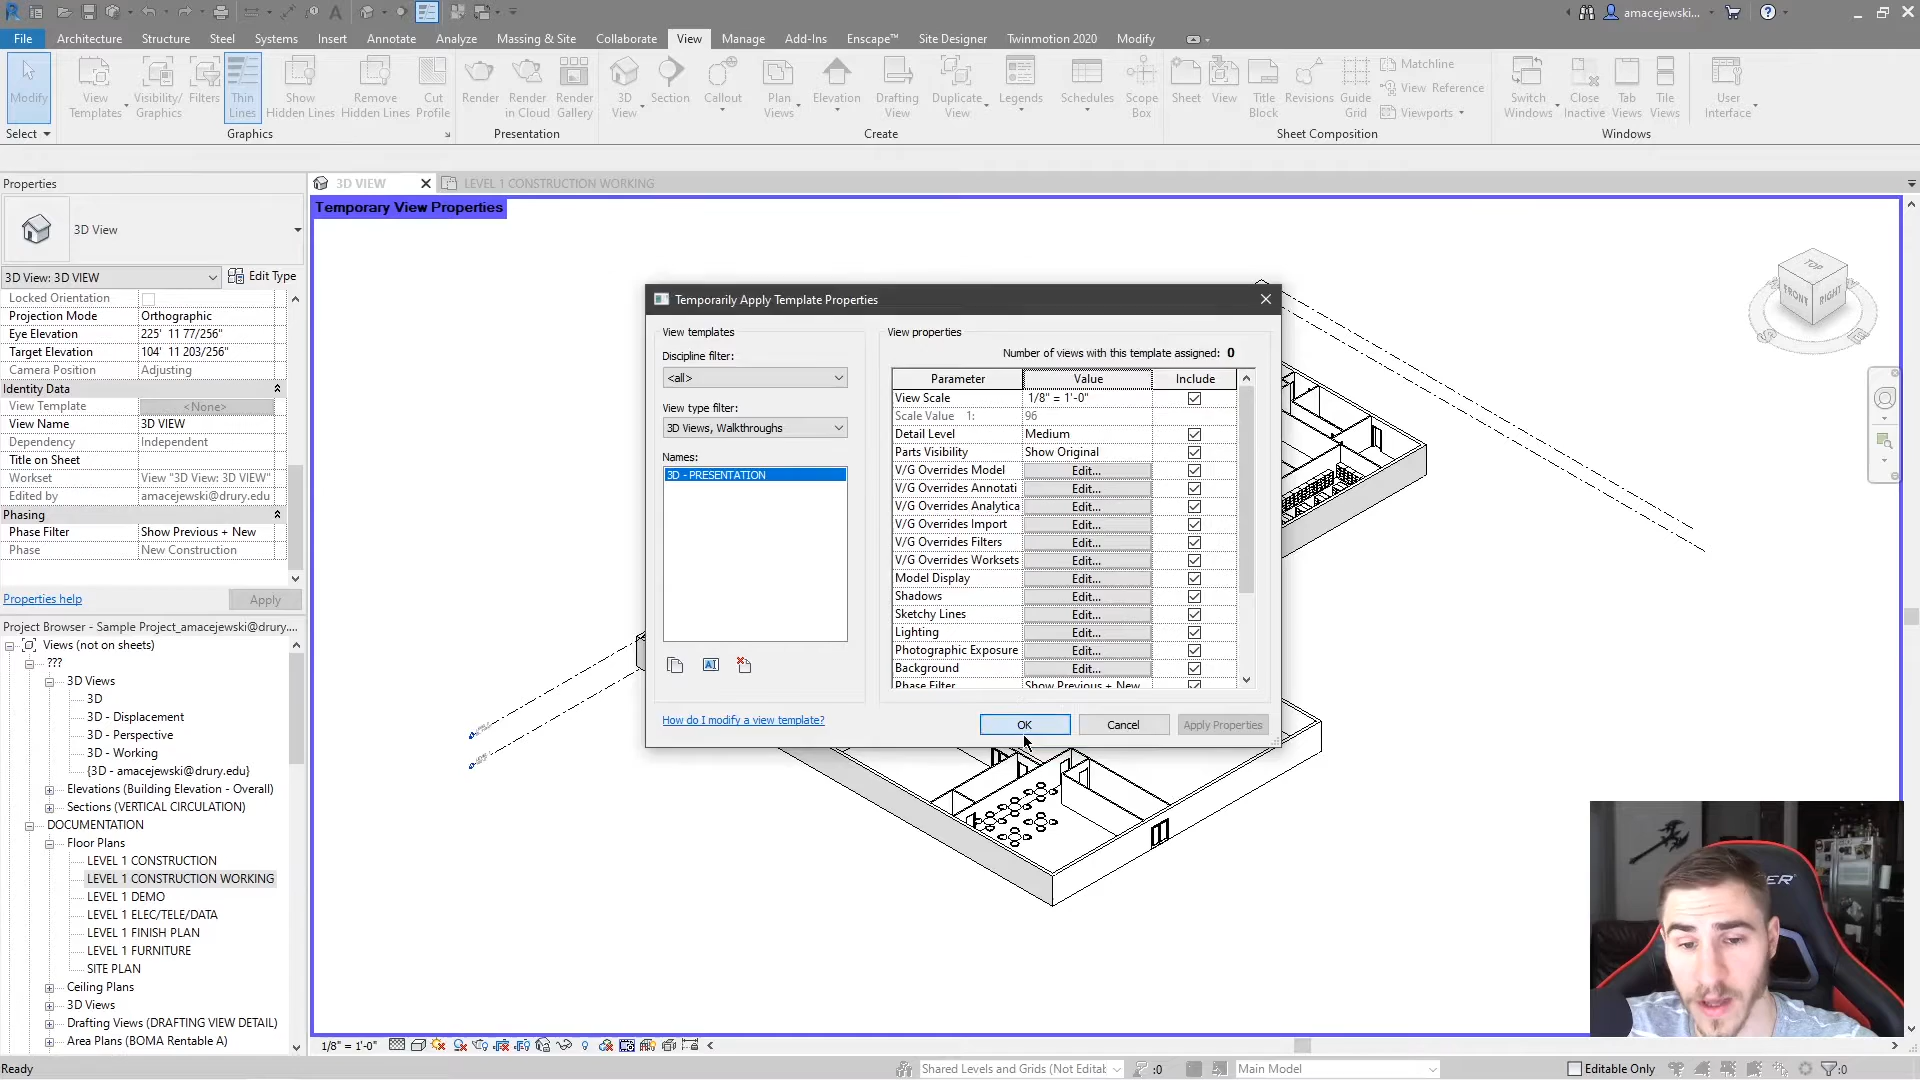 amacejewski...
File Architecture Structure Steel Systems Insert Annotate Analyze Massing & Site Collaborate View Manage Add-Ins Enscape™ Site Designer Twinmotion 2020 Modify
Modify
View Templates
Visibility/ Graphics
Filters
Thin Lines
Show Hidden Lines
Remove Hidden Lines
Cut Profile
Render
Render in Cloud
Render Gallery
3D View
Section
Callout
Plan Views
Elevation
Drafting View
Duplicate View
Legends
Schedules
Scope Box
Sheet
View
Title Block
Revisions
Guide Grid
Matchline
View Reference
Viewports
Switch Windows
Close Inactive
Tab Views
Tile Views
User Interface
Select Graphics Presentation Create Sheet Composition Windows
Properties
3D View
3D View: 3D VIEW Edit Type
Locked Orientation
Projection Mode Orthographic
Eye Elevation 225' 11 77/256"
Target Elevation 104' 11 203/256"
Camera Position Adjusting
Identity Data
View Template <None>
View Name 3D VIEW
Dependency Independent
Title on Sheet
Workset View "3D View: 3D VIEW"
Edited by amacejewski@drury.edu
Phasing
Phase Filter Show Previous + New
Phase New Construction
Properties help Apply
Project Browser - Sample Project_amacejewski@drury....
Views (not on sheets)
???
3D Views
3D
3D - Displacement
3D - Perspective
3D - Working
{3D - amacejewski@drury.edu}
Elevations (Building Elevation - Overall)
Sections (VERTICAL CIRCULATION)
DOCUMENTATION
Floor Plans
LEVEL 1 CONSTRUCTION
LEVEL 1 CONSTRUCTION WORKING
LEVEL 1 DEMO
LEVEL 1 ELEC/TELE/DATA
LEVEL 1 FINISH PLAN
LEVEL 1 FURNITURE
SITE PLAN
Ceiling Plans
3D Views
Drafting Views (DRAFTING VIEW DETAIL)
Area Plans (BOMA Rentable A)
3D VIEW LEVEL 1 CONSTRUCTION WORKING
Temporary View Properties
TOP
FRONT RIGHT
Temporarily Apply Template Properties
View templates
Discipline filter:
<all>
View type filter:
3D Views, Walkthroughs
Names:
3D - PRESENTATION
How do I modify a view template?
View properties
Number of views with this template assigned: 0
Parameter Value Include
View Scale 1/8" = 1'-0"
Scale Value 1: 96
Detail Level Medium
Parts Visibility Show Original
V/G Overrides Model Edit...
V/G Overrides Annotati Edit...
V/G Overrides Analytica Edit...
V/G Overrides Import Edit...
V/G Overrides Filters Edit...
V/G Overrides Worksets Edit...
Model Display Edit...
Shadows Edit...
Sketchy Lines Edit...
Lighting Edit...
Photographic Exposure Edit...
Background Edit...
Phase Filter Show Previous + New
OK Cancel Apply Properties
1/8" = 1'-0"
Ready
Shared Levels and Grids (Not Editab :0 Main Model Editable Only :0